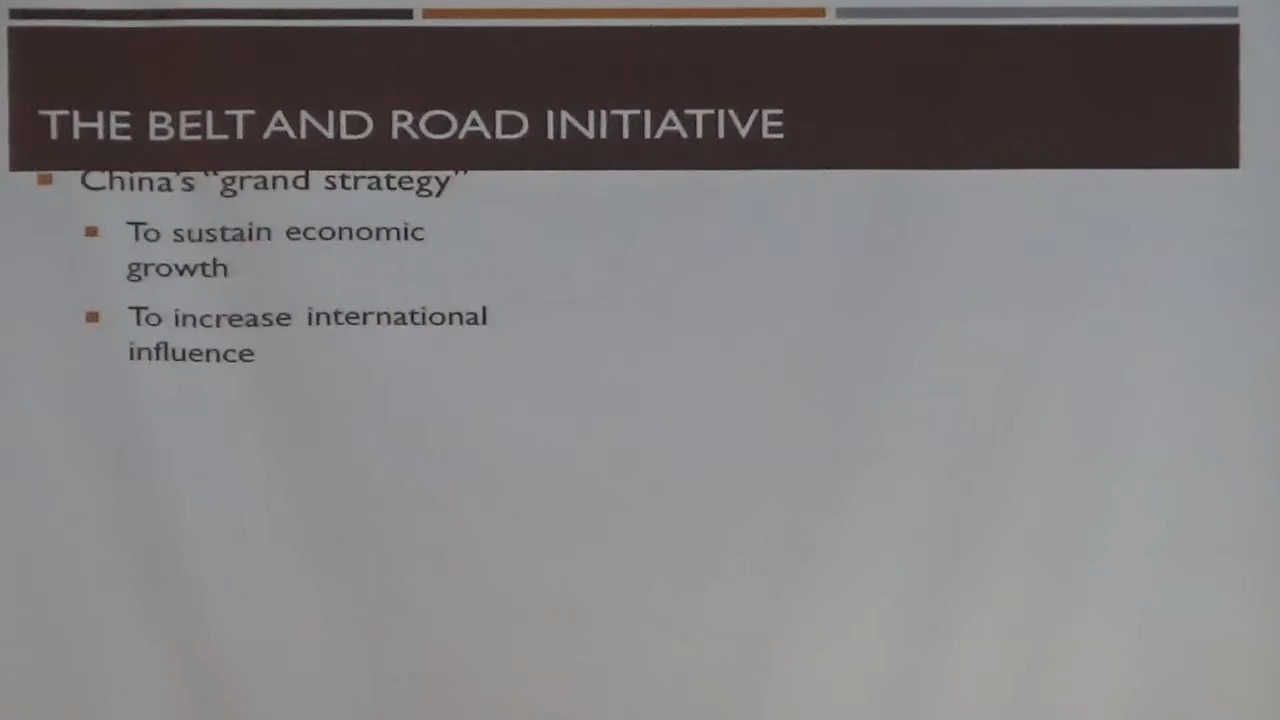 THE BELT AND ROAD INITIATIVE
China's "grand strategy"
To sustain economic
growth
To increase international
influence